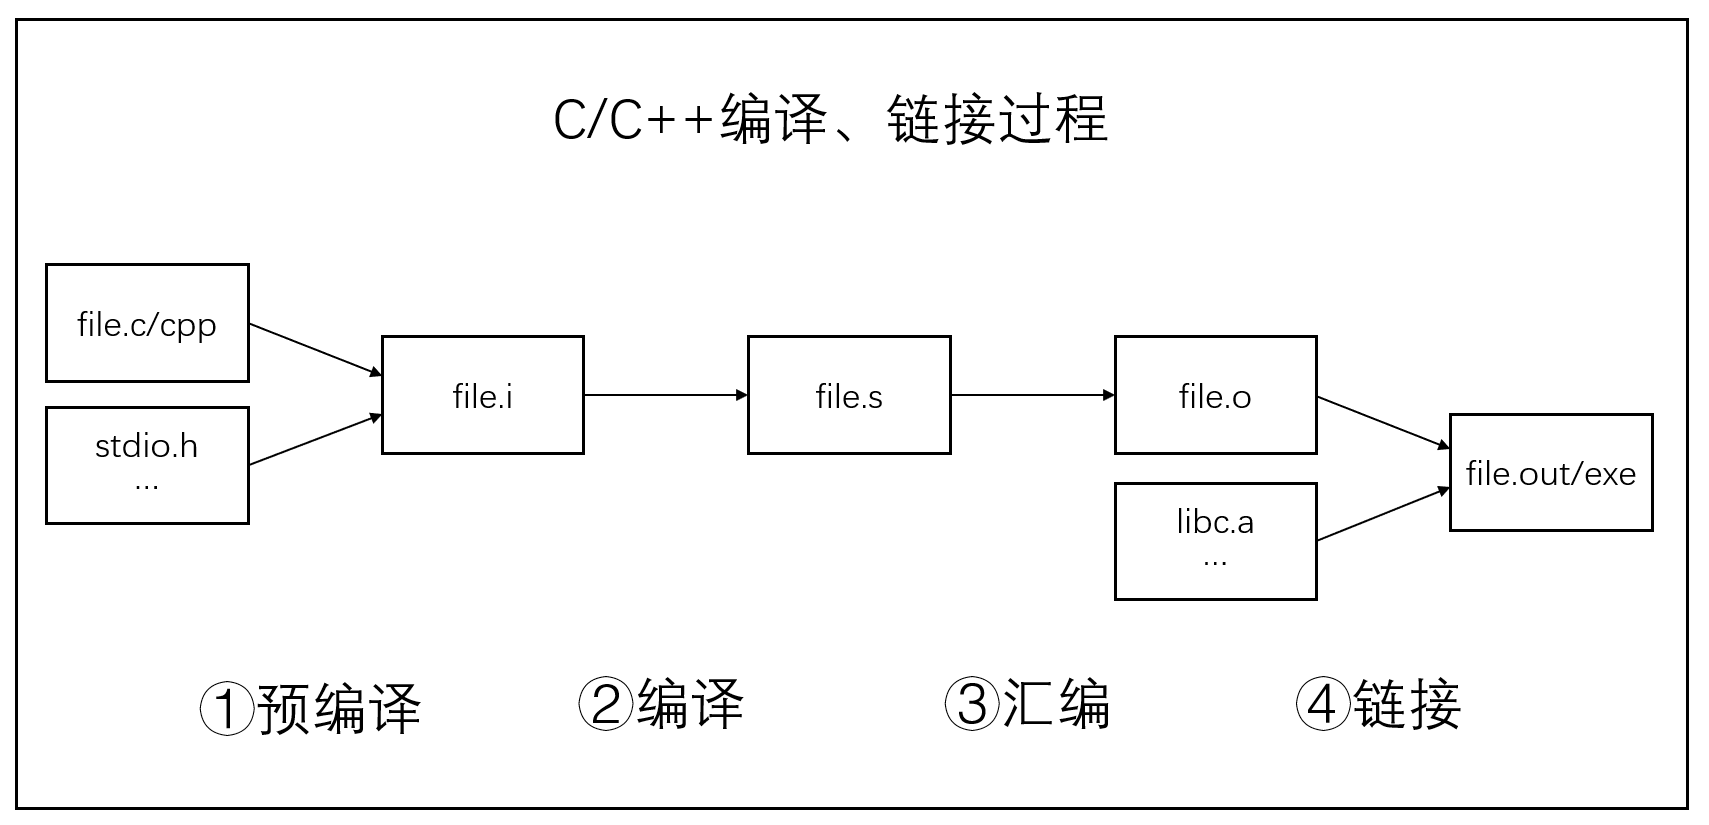 C/C++编译、链接过程
file.c/cpp
stdio.h
...
file.i
file.s
file.o
libc.a
...
file.out/exe
①预编译
②编译
③汇编
④链接